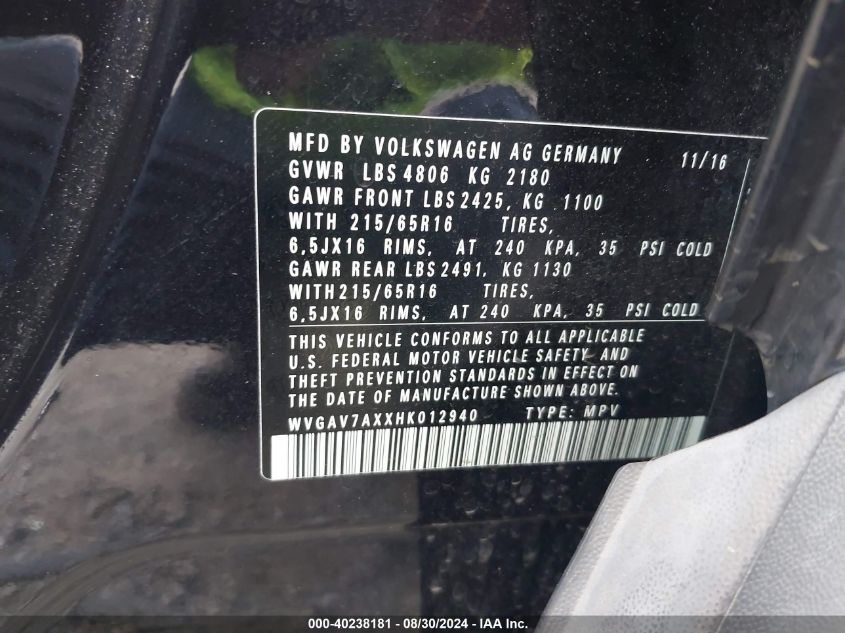 MFD BY VOLKSWAGEN AG GERMANY 11/16
GVWR LBS 4806 KG 2180
GAWR FRONT LBS 2425, KG .1100
WITH 215/65R16 TIRES,
6,5JX16 RIMS, AT 240 KPA, 35 PSI COLD
GAWR REAR LBS 2491, KG 1130
WITH215/65R16 TIRES,
6,5JX16 RIMS, AT 240 KPA, 35 PSI COLD
THIS VEHICLE CONFORMS TO ALL APPLICABLE
U.S. FEDERAL MOTOR VEHICLE SAFETY AND
THEFT PREVENTION STANDARDS IN EFFECT ON
THE DATE OF MANUFACTURE SHOWN ABOVE.
WVGAV7AXXHK012940 TYPE: MPV
000-40238181 - 08/30/2024 - IAA Inc.